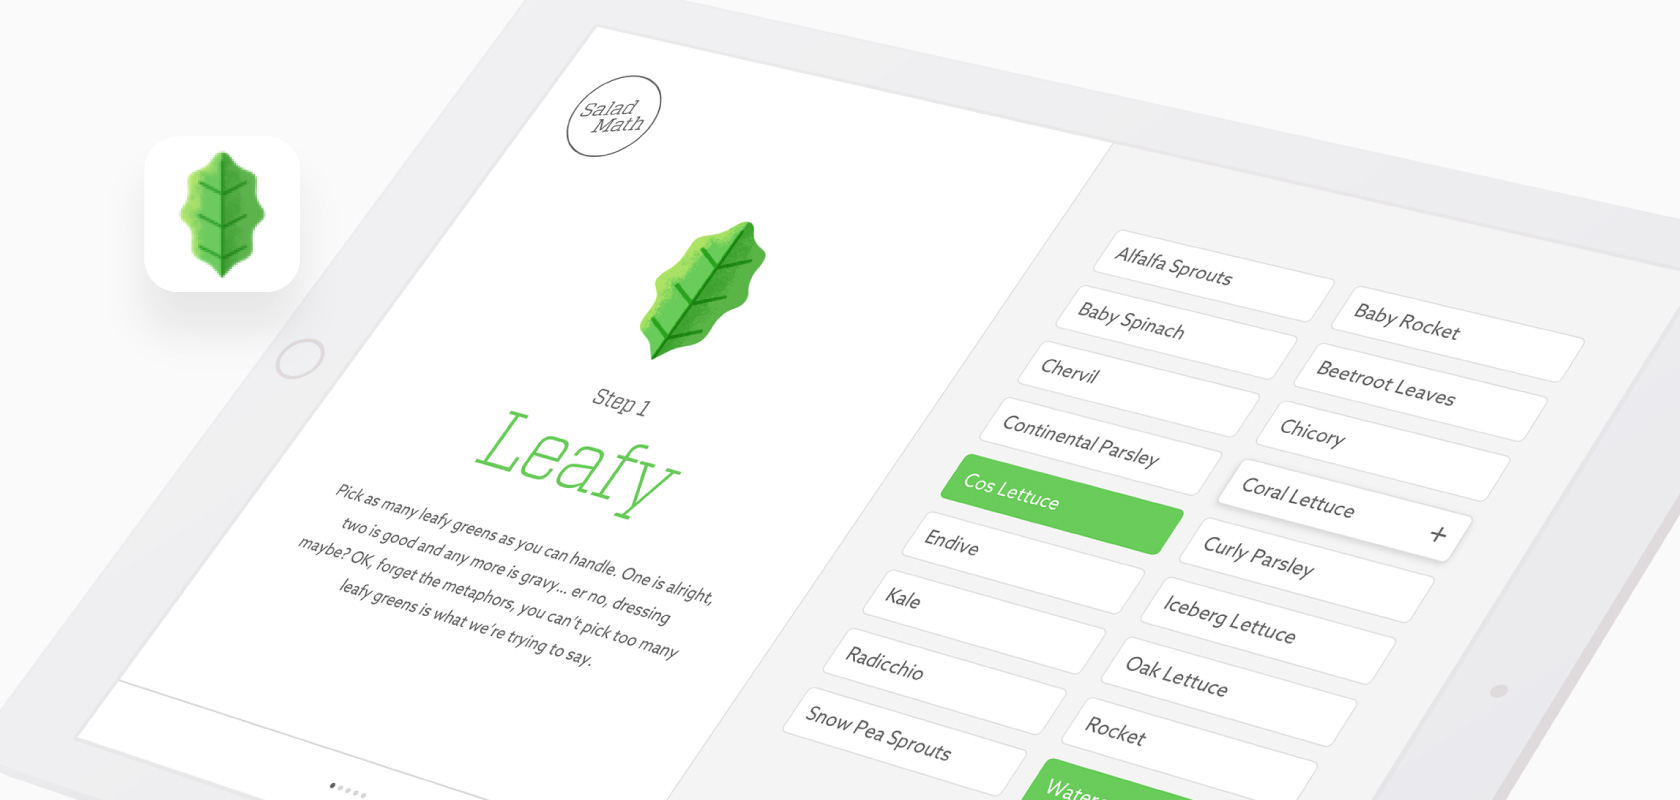 Salad
Math
Step 1
Leafy
Pick as many leafy greens as you can handle. One is alright,
two is good and any more is gravy... er no, dressing
maybe? OK, forget the metaphors, you can't pick too many
leafy greens is what we're trying to say.
Alfalfa Sprouts
Baby Rocket
Baby Spinach
Beetroot Leaves
Chervil
Chicory
Continental Parsley
Coral Lettuce +
Cos Lettuce
Curly Parsley
Endive
Iceberg Lettuce
Kale
Oak Lettuce
Radicchio
Rocket
Snow Pea Sprouts